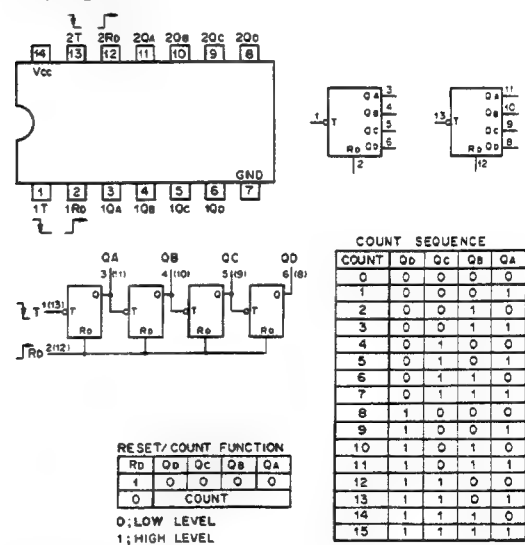 2T 2RD 2QA 2QB 2QC 2QD
14 13 12 11 10 9 8
Vcc
GND
1 2 3 4 5 6 7
1T 1RD 1QA 1QB 1QC 1QD
1 T QA 3
QB 4
QC 5
RD QD 6
2
13 T QA 11
QB 10
QC 9
RD QD 8
12
QA QB QC QD
3(11) 4(10) 5(9) 6(8)
T 1(13) Q Q Q Q
T T T T
RD RD RD RD
RD 2(12)
COUNT SEQUENCE
COUNT QD QC QB QA
0 0 0 0 0
1 0 0 0 1
2 0 0 1 0
3 0 0 1 1
4 0 1 0 0
5 0 1 0 1
6 0 1 1 0
7 0 1 1 1
8 1 0 0 0
9 1 0 0 1
10 1 0 1 0
11 1 0 1 1
12 1 1 0 0
13 1 1 0 1
14 1 1 1 0
15 1 1 1 1
RESET/COUNT FUNCTION
RD QD QC QB QA
1 0 0 0 0
0 COUNT
0;LOW LEVEL
1;HIGH LEVEL